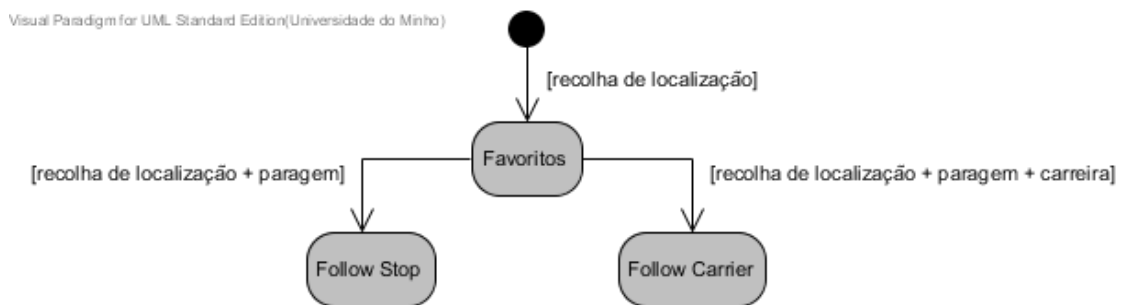 Visual Paradigm for UML Standard Edition(Universidade do Minho)
[recolha de localização]
Favoritos
[recolha de localização + paragem]
[recolha de localização + paragem + carreira]
Follow Stop
Follow Carrier